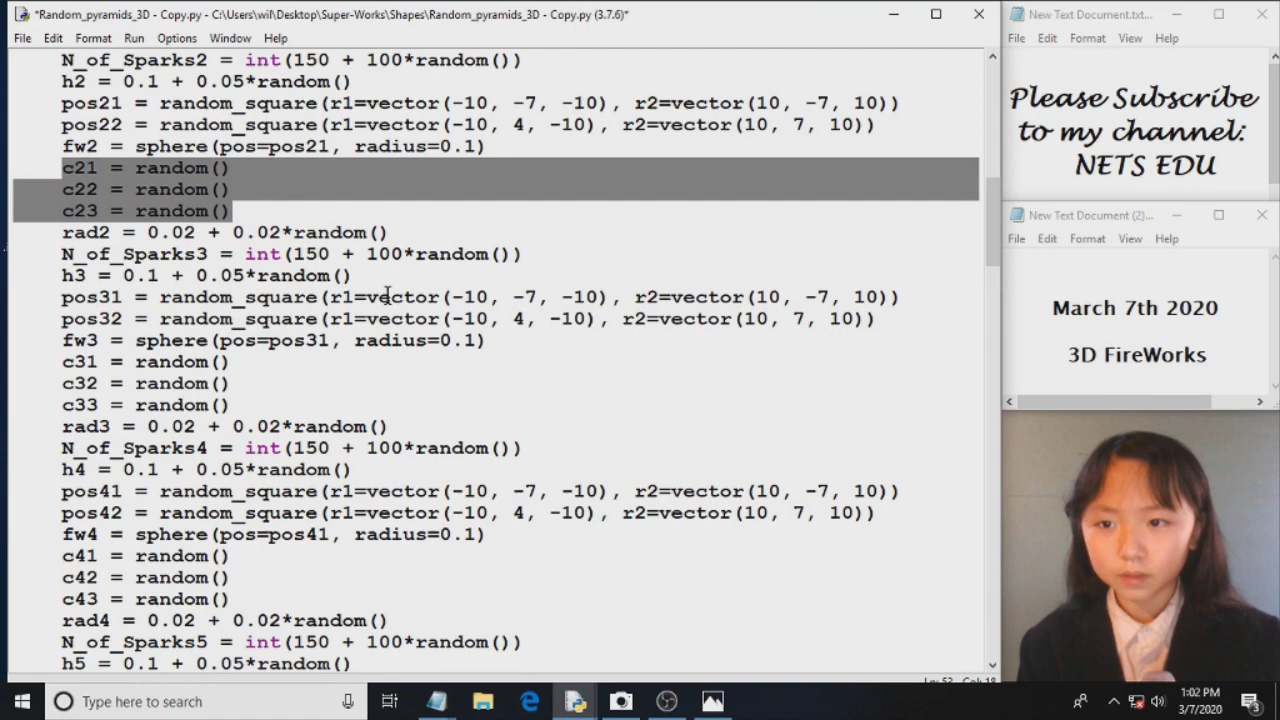 *Random_pyramids_3D - Copy.py - C:\Users\wil\Desktop\Super-Works\Shapes\Random_pyramids_3D - Copy.py (3.7.6)*
File Edit Format Run Options Window Help
N_of_Sparks2 = int(150 + 100*random())
h2 = 0.1 + 0.05*random()
pos21 = random_square(r1=vector(-10, -7, -10), r2=vector(10, -7, 10))
pos22 = random_square(r1=vector(-10, 4, -10), r2=vector(10, 7, 10))
fw2 = sphere(pos=pos21, radius=0.1)
c21 = random()
c22 = random()
c23 = random()
rad2 = 0.02 + 0.02*random()
N_of_Sparks3 = int(150 + 100*random())
h3 = 0.1 + 0.05*random()
pos31 = random_square(r1=vector(-10, -7, -10), r2=vector(10, -7, 10))
pos32 = random_square(r1=vector(-10, 4, -10), r2=vector(10, 7, 10))
fw3 = sphere(pos=pos31, radius=0.1)
c31 = random()
c32 = random()
c33 = random()
rad3 = 0.02 + 0.02*random()
N_of_Sparks4 = int(150 + 100*random())
h4 = 0.1 + 0.05*random()
pos41 = random_square(r1=vector(-10, -7, -10), r2=vector(10, -7, 10))
pos42 = random_square(r1=vector(-10, 4, -10), r2=vector(10, 7, 10))
fw4 = sphere(pos=pos41, radius=0.1)
c41 = random()
c42 = random()
c43 = random()
rad4 = 0.02 + 0.02*random()
N_of_Sparks5 = int(150 + 100*random())
h5 = 0.1 + 0.05*random()
Ln: 53 Col: 18
New Text Document.txt...
File Edit Format View Help
Please Subscribe
to my channel:
NETS EDU
New Text Document (2)...
File Edit Format View Help
March 7th 2020
3D FireWorks
Type here to search
1:02 PM
3/7/2020
3